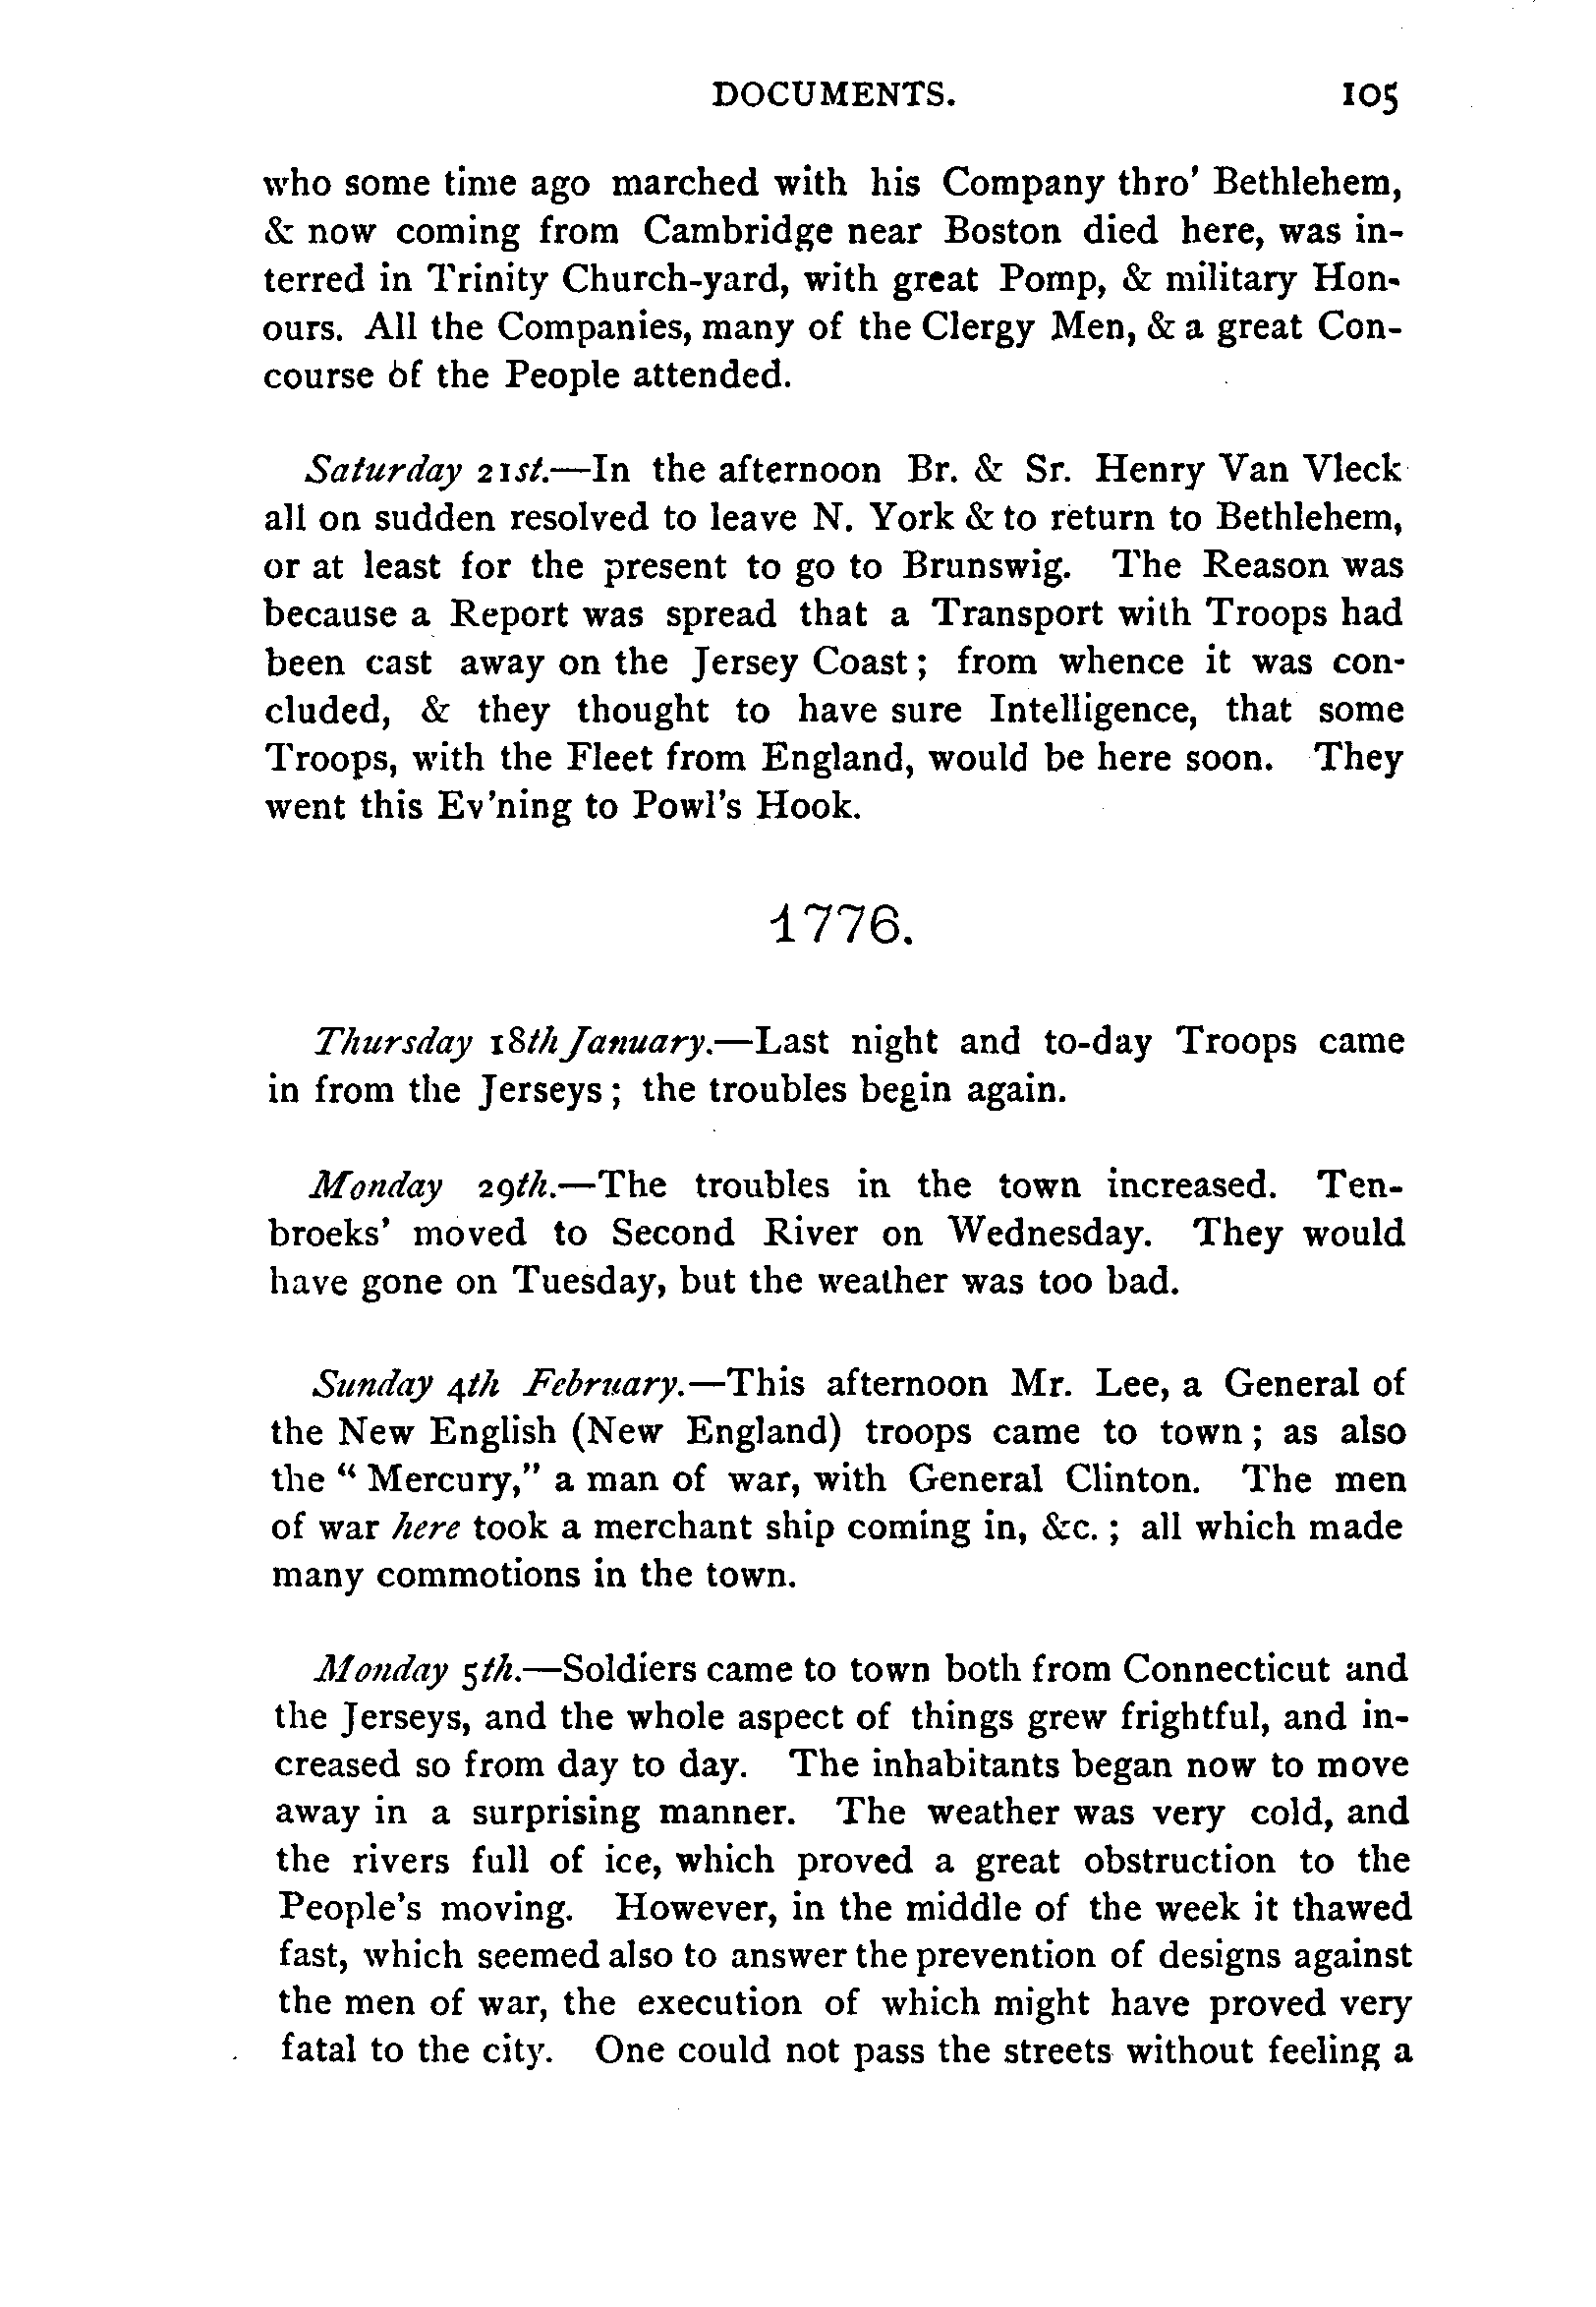 DOCUMENTS. 105
who some time ago marched with his Company thro' Bethlehem,
& now coming from Cambridge near Boston died here, was in-
terred in Trinity Church-yard, with great Pomp, & military Hon-
ours. All the Companies, many of the Clergy Men, & a great Con-
course of the People attended.
Saturday 21st.—In the afternoon Br. & Sr. Henry Van Vleck
all on sudden resolved to leave N. York & to return to Bethlehem,
or at least for the present to go to Brunswig. The Reason was
because a Report was spread that a Transport with Troops had
been cast away on the Jersey Coast; from whence it was con-
cluded, & they thought to have sure Intelligence, that some
Troops, with the Fleet from England, would be here soon. They
went this Ev'ning to Powl's Hook.
1776.
Thursday 18th January.—Last night and to-day Troops came
in from the Jerseys; the troubles begin again.
Monday 29th.—The troubles in the town increased. Ten-
broeks' moved to Second River on Wednesday. They would
have gone on Tuesday, but the weather was too bad.
Sunday 4th February.—This afternoon Mr. Lee, a General of
the New English (New England) troops came to town; as also
the "Mercury," a man of war, with General Clinton. The men
of war here took a merchant ship coming in, &c.; all which made
many commotions in the town.
Monday 5th.—Soldiers came to town both from Connecticut and
the Jerseys, and the whole aspect of things grew frightful, and in-
creased so from day to day. The inhabitants began now to move
away in a surprising manner. The weather was very cold, and
the rivers full of ice, which proved a great obstruction to the
People's moving. However, in the middle of the week it thawed
fast, which seemed also to answer the prevention of designs against
the men of war, the execution of which might have proved very
fatal to the city. One could not pass the streets without feeling a